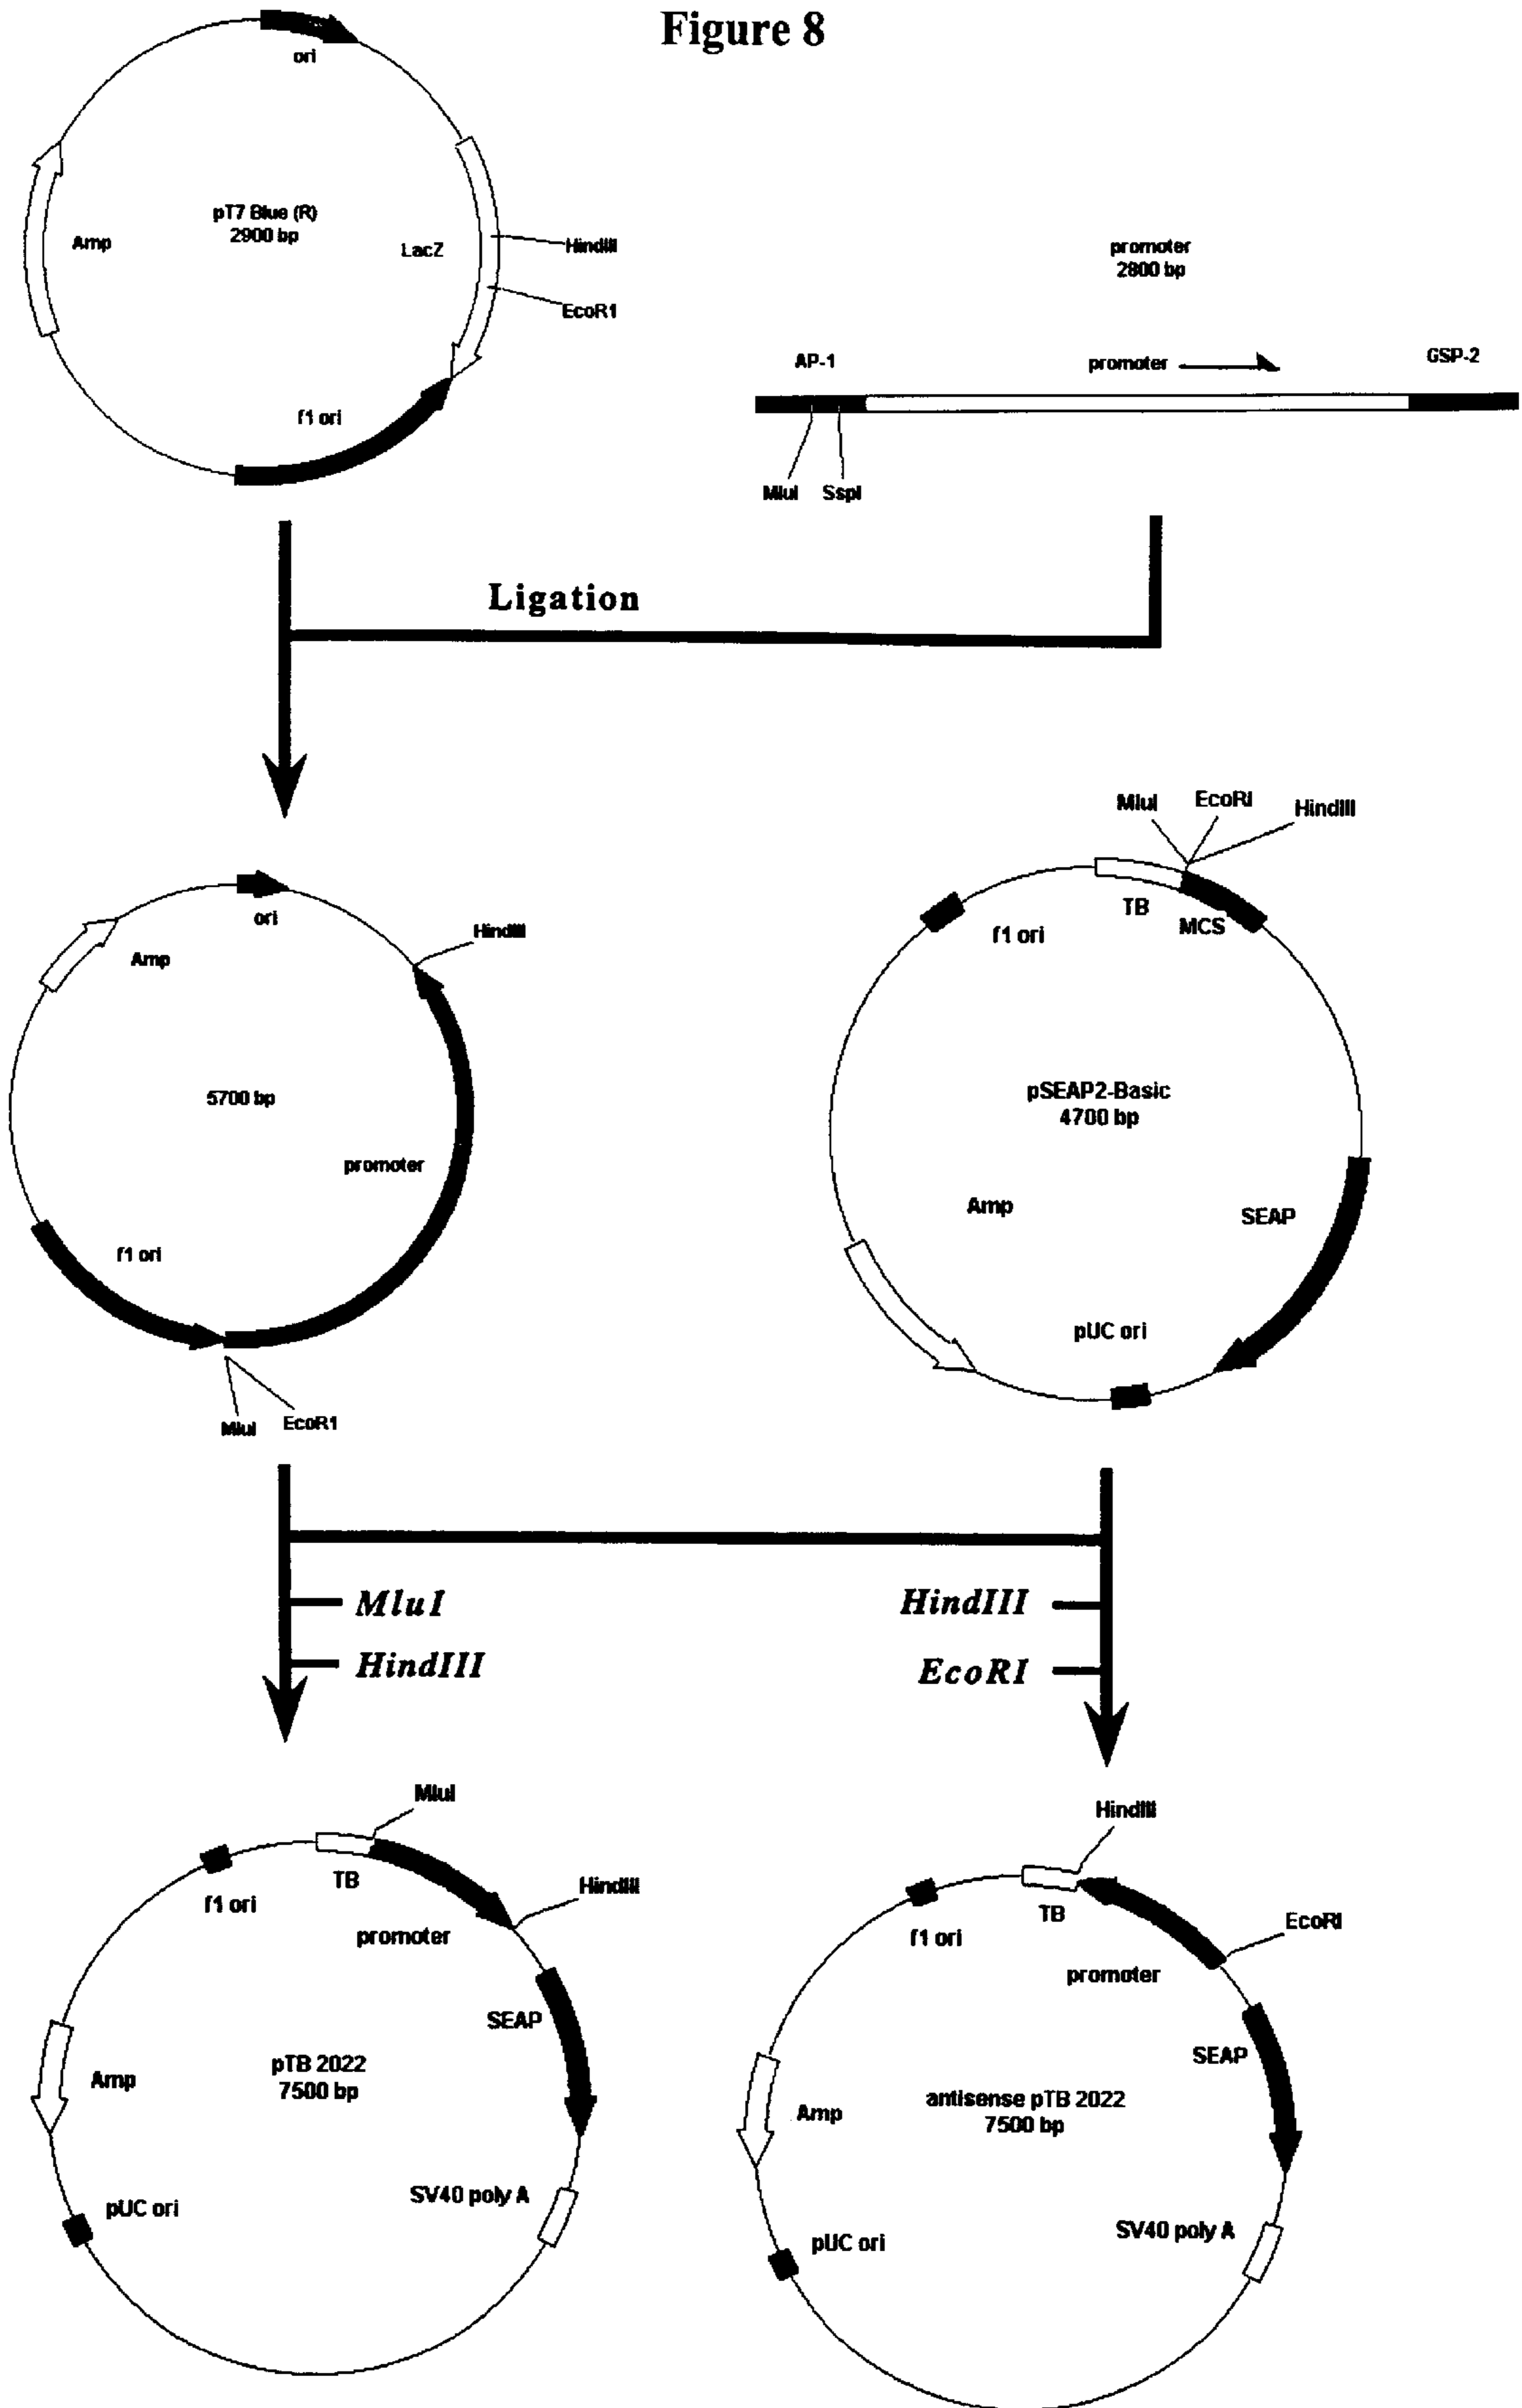 Figure 8
ori
pT7 Blue (R)
2900 bp
Amp
LacZ
HindIII
EcoR1
f1 ori
promoter
2800 bp
AP-1
promoter
GSP-2
MluI
SspI
Ligation
ori
Amp
HindIII
5700 bp
promoter
f1 ori
MluI
EcoR1
MluI
EcoRI
HindIII
TB
MCS
f1 ori
pSEAP2-Basic
4700 bp
Amp
SEAP
pUC ori
MluI
HindIII
HindIII
EcoRI
MluI
HindIII
TB
f1 ori
promoter
SEAP
pTB 2022
7500 bp
Amp
SV40 poly A
pUC ori
HindIII
EcoRI
TB
f1 ori
promoter
SEAP
antisense pTB 2022
7500 bp
Amp
SV40 poly A
pUC ori